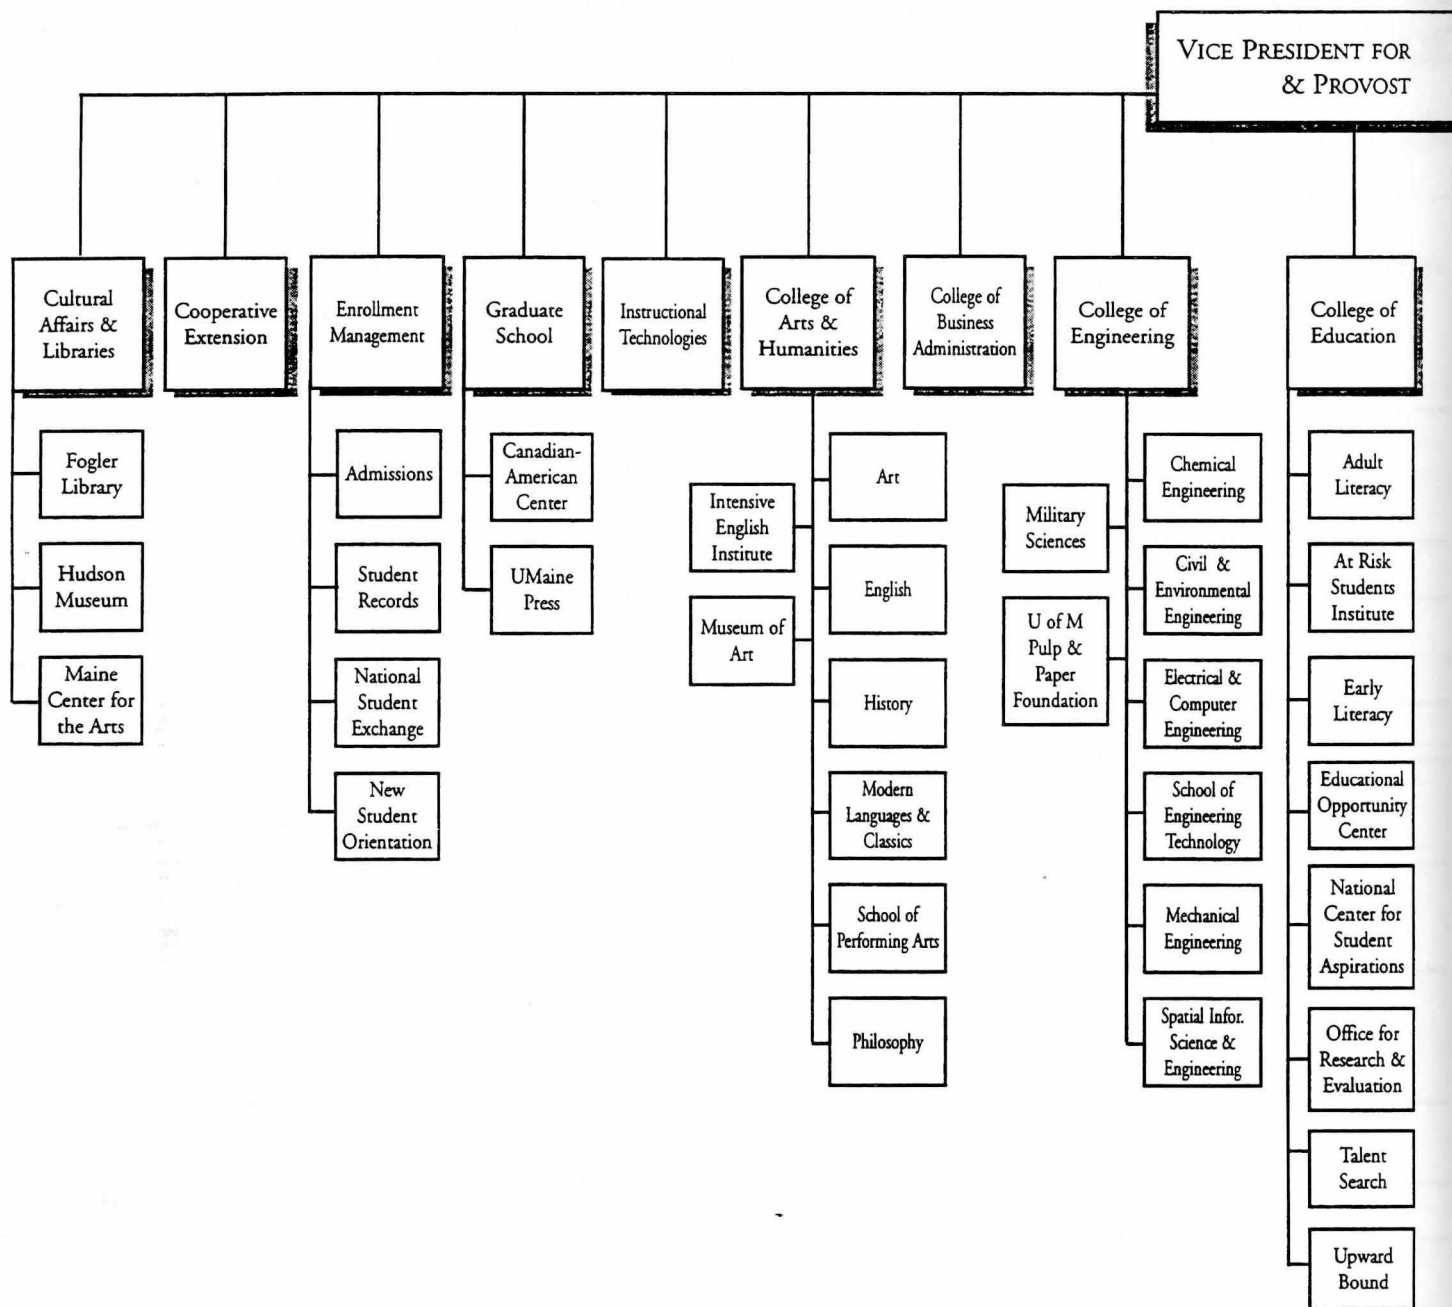 VICE PRESIDENT FOR
& PROVOST
Cultural
Affairs &
Libraries
Cooperative
Extension
Enrollment
Management
Graduate
School
Instructional
Technologies
College of
Arts &
Humanities
College of
Business
Administration
College of
Engineering
College of
Education
Fogler
Library
Hudson
Museum
Maine
Center for
the Arts
Admissions
Student
Records
National
Student
Exchange
New
Student
Orientation
Canadian-
American
Center
UMaine
Press
Intensive
English
Institute
Museum of
Art
Art
English
History
Modern
Languages &
Classics
School of
Performing Arts
Philosophy
Military
Sciences
U of M
Pulp &
Paper
Foundation
Chemical
Engineering
Civil &
Environmental
Engineering
Electrical &
Computer
Engineering
School of
Engineering
Technology
Mechanical
Engineering
Spatial Infor.
Science &
Engineering
Adult
Literacy
At Risk
Students
Institute
Early
Literacy
Educational
Opportunity
Center
National
Center for
Student
Aspirations
Office for
Research &
Evaluation
Talent
Search
Upward
Bound